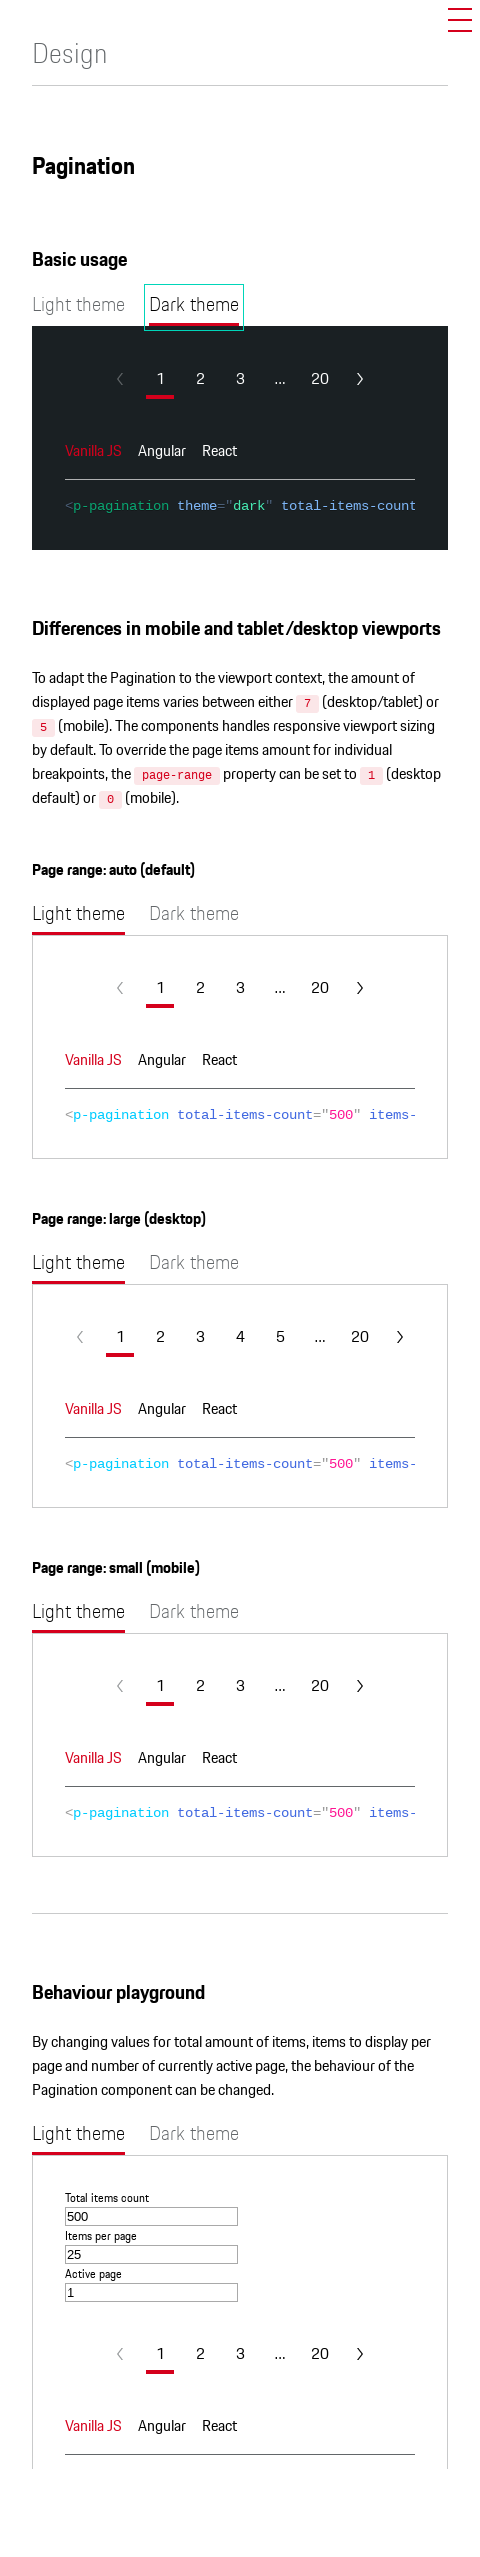 Design
Pagination
Basic usage
Light theme Dark theme
1 2 3 ... 20
Vanilla JS Angular React
<p-pagination theme="dark" total-items-count
Differences in mobile and tablet/desktop viewports
To adapt the Pagination to the viewport context, the amount of
displayed page items varies between either 7 (desktop/tablet) or
5 (mobile). The components handles responsive viewport sizing
by default. To override the page items amount for individual
breakpoints, the page-range property can be set to 1 (desktop
default) or 0 (mobile).
Page range: auto (default)
Light theme Dark theme
1 2 3 ... 20
Vanilla JS Angular React
<p-pagination total-items-count="500" items-
Page range: large (desktop)
Light theme Dark theme
1 2 3 4 5 ... 20
Vanilla JS Angular React
<p-pagination total-items-count="500" items-
Page range: small (mobile)
Light theme Dark theme
1 2 3 ... 20
Vanilla JS Angular React
<p-pagination total-items-count="500" items-
Behaviour playground
By changing values for total amount of items, items to display per
page and number of currently active page, the behaviour of the
Pagination component can be changed.
Light theme Dark theme
Total items count
500
Items per page
25
Active page
1
1 2 3 ... 20
Vanilla JS Angular React